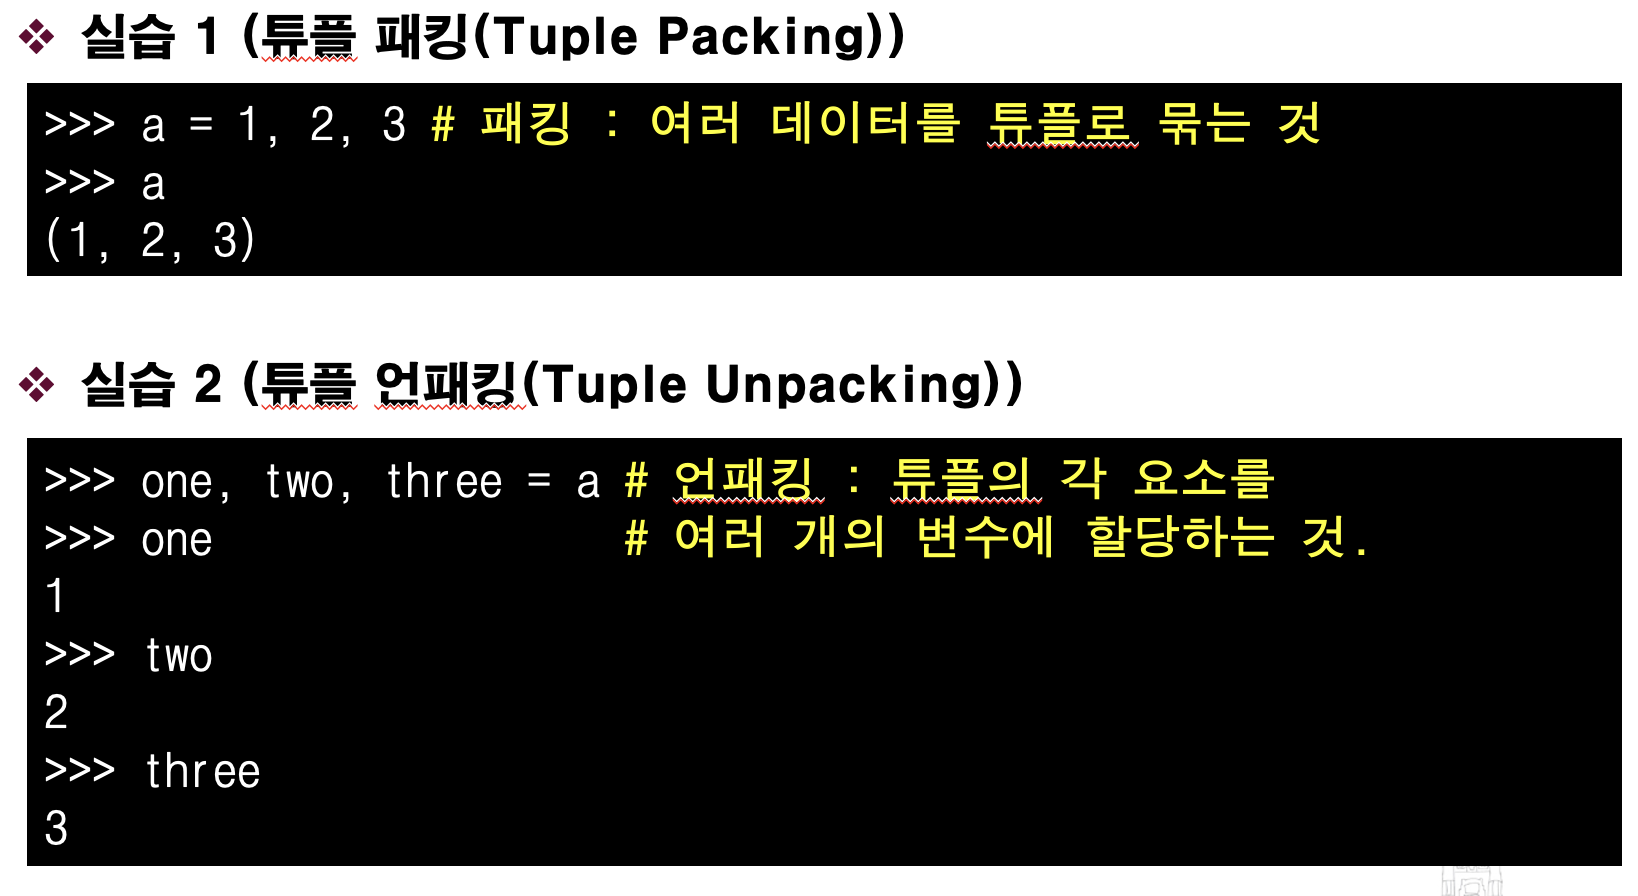 ❖ 실습 1 (튜플 패킹(Tuple Packing))
>>> a = 1, 2, 3 # 패킹 : 여러 데이터를 튜플로 묶는 것
>>> a
(1, 2, 3)
❖ 실습 2 (튜플 언패킹(Tuple Unpacking))
>>> one, two, three = a # 언패킹 : 튜플의 각 요소를
>>> one # 여러 개의 변수에 할당하는 것.
1
>>> two
2
>>> three
3